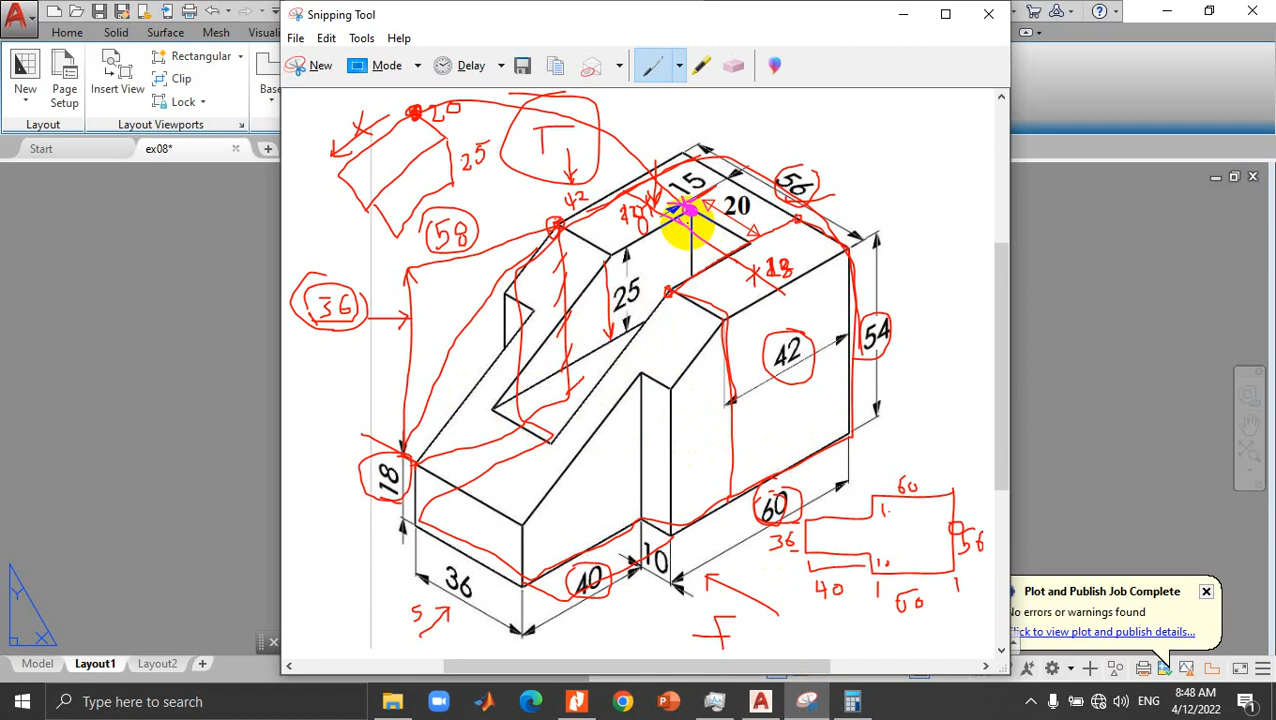 Snipping Tool
File Edit Tools Help
New Mode Delay
Home Solid Surface Mesh Visuali
New
Page Setup
Insert View
Rectangular
Clip
Lock
Base
Layout
Layout Viewports
Start ex08*
20
X
25
T
58
42
18
15
56
20
18
36
25
54
42
18
60
60
36
56
36
40
10
40
60
S
F
Plot and Publish Job Complete
No errors or warnings found
Click to view plot and publish details...
Y
X
Model Layout1 Layout2
Type here to search
ENG
8:48 AM
4/12/2022